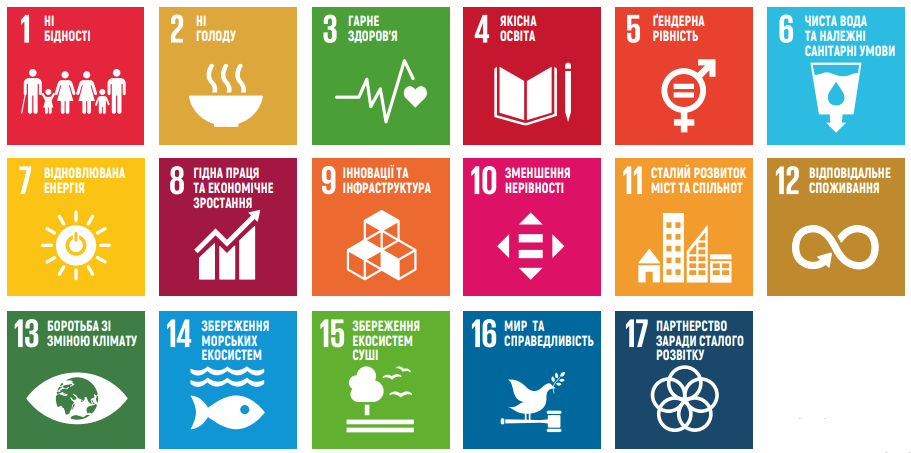 1 НІ
БІДНОСТІ
2 НІ
ГОЛОДУ
3 ГАРНЕ
ЗДОРОВ'Я
4 ЯКІСНА
ОСВІТА
5 ҐЕНДЕРНА
РІВНІСТЬ
6 ЧИСТА ВОДА
ТА НАЛЕЖНІ
САНІТАРНІ УМОВИ
7 ВІДНОВЛЮВАНА
ЕНЕРГІЯ
8 ГІДНА ПРАЦЯ
ТА ЕКОНОМІЧНЕ
ЗРОСТАННЯ
9 ІННОВАЦІЇ ТА
ІНФРАСТРУКТУРА
10 ЗМЕНШЕННЯ
НЕРІВНОСТІ
11 СТАЛИЙ РОЗВИТОК
МІСТ ТА СПІЛЬНОТ
12 ВІДПОВІДАЛЬНЕ
СПОЖИВАННЯ
13 БОРОТЬБА ЗІ
ЗМІНОЮ КЛІМАТУ
14 ЗБЕРЕЖЕННЯ
МОРСЬКИХ
ЕКОСИСТЕМ
15 ЗБЕРЕЖЕННЯ
ЕКОСИСТЕМ
СУШІ
16 МИР ТА
СПРАВЕДЛИВІСТЬ
17 ПАРТНЕРСТВО
ЗАРАДИ СТАЛОГО
РОЗВИТКУ